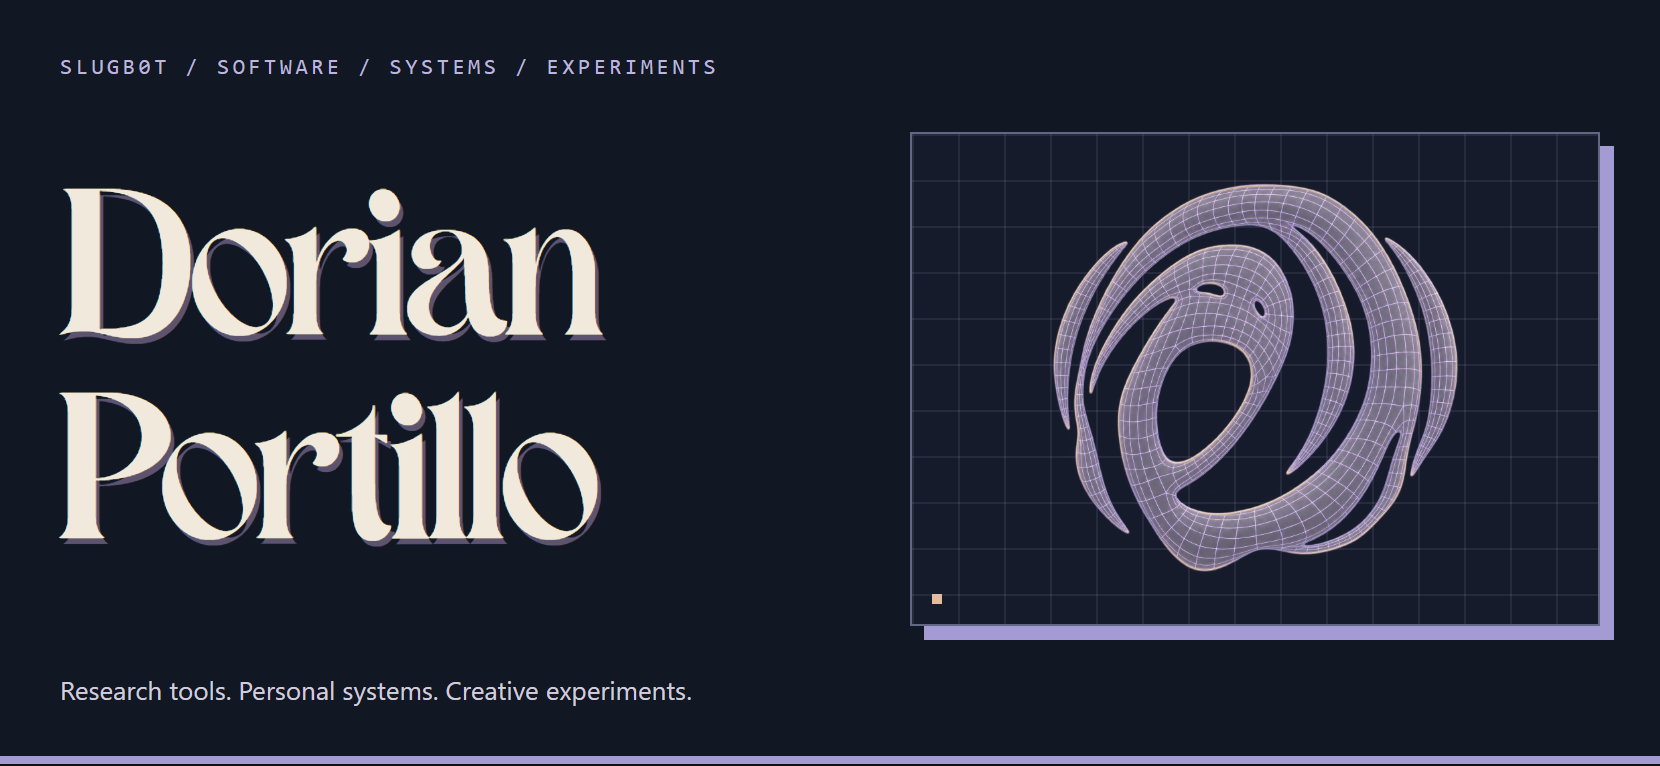 SLUGB0T / SOFTWARE / SYSTEMS / EXPERIMENTS
Dorian
Portillo
Research tools. Personal systems. Creative experiments.